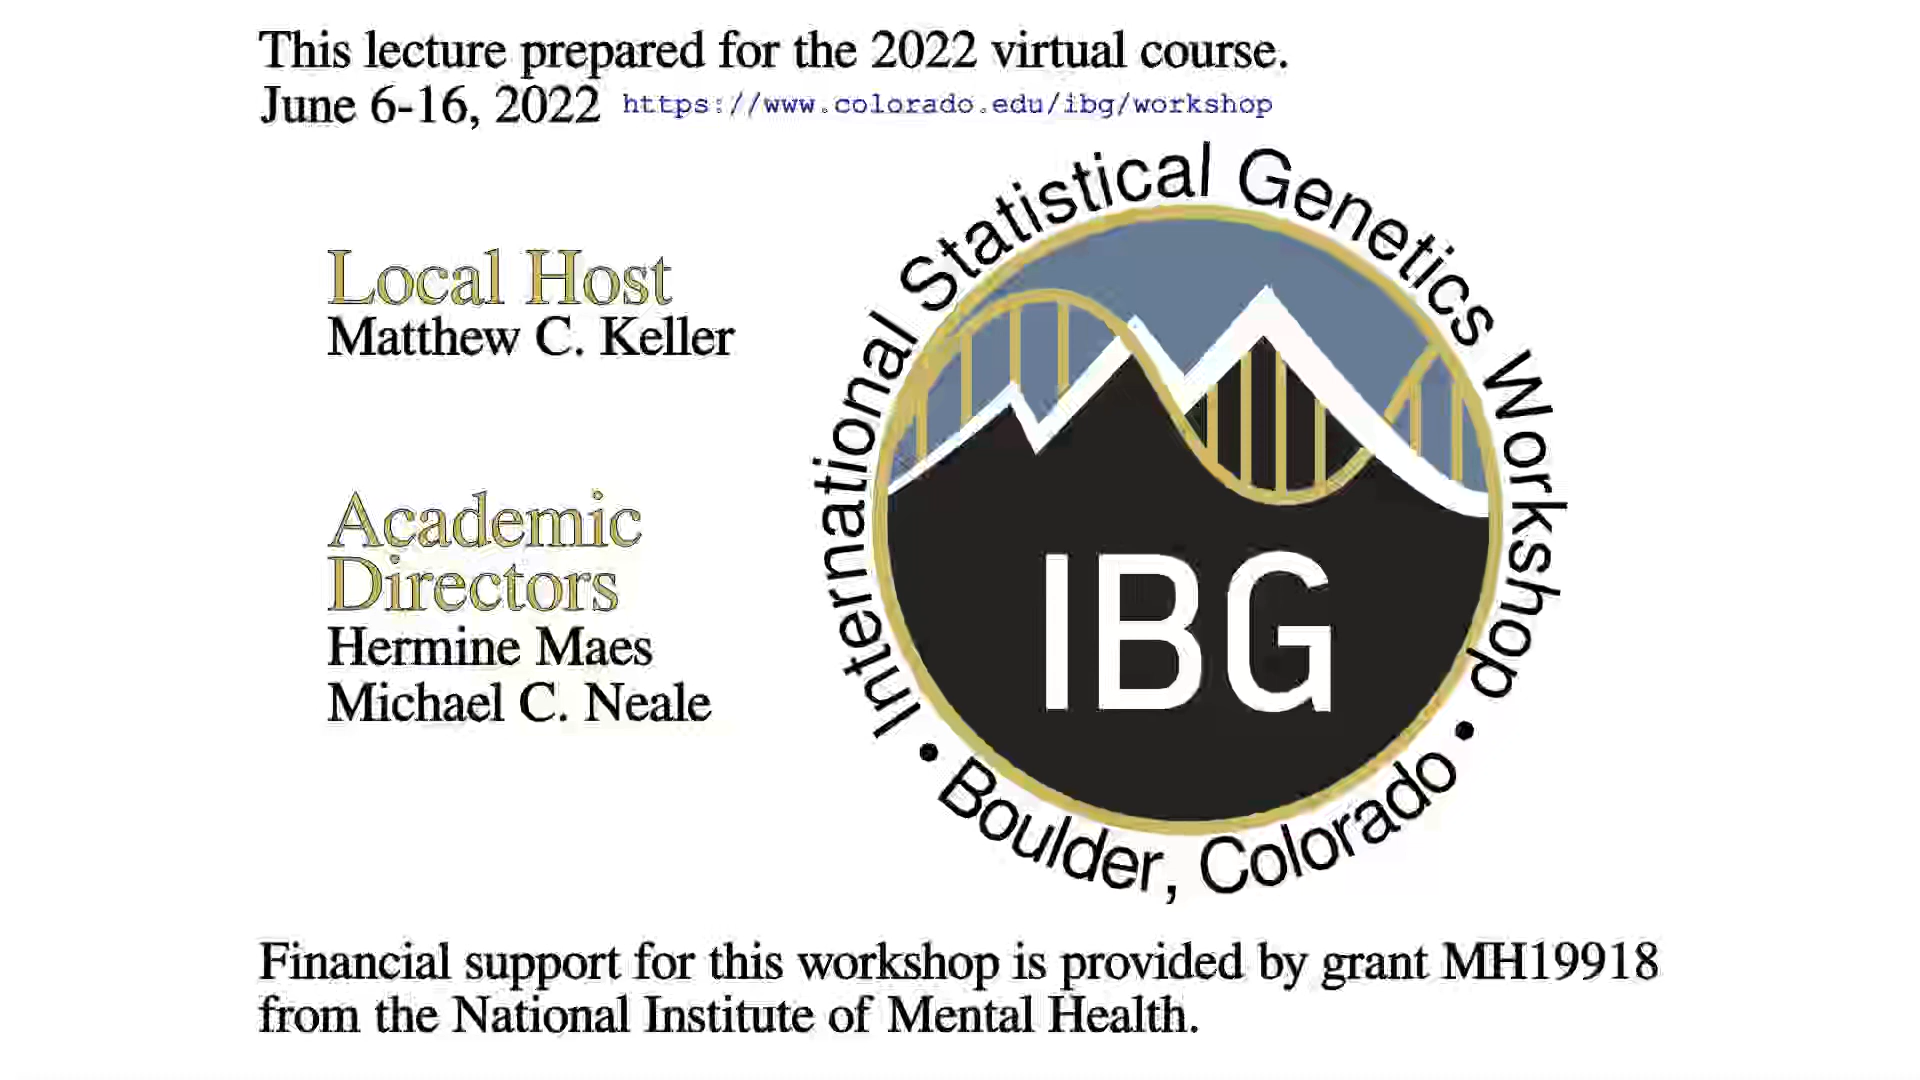 This lecture prepared for the 2022 virtual course.
June 6-16, 2022 https://www.colorado.edu/ibg/workshop
Local Host
Matthew C. Keller
Academic
Directors
Hermine Maes
Michael C. Neale
International Statistical Genetics Workshop
• Boulder, Colorado •
IBG
Financial support for this workshop is provided by grant MH19918
from the National Institute of Mental Health.